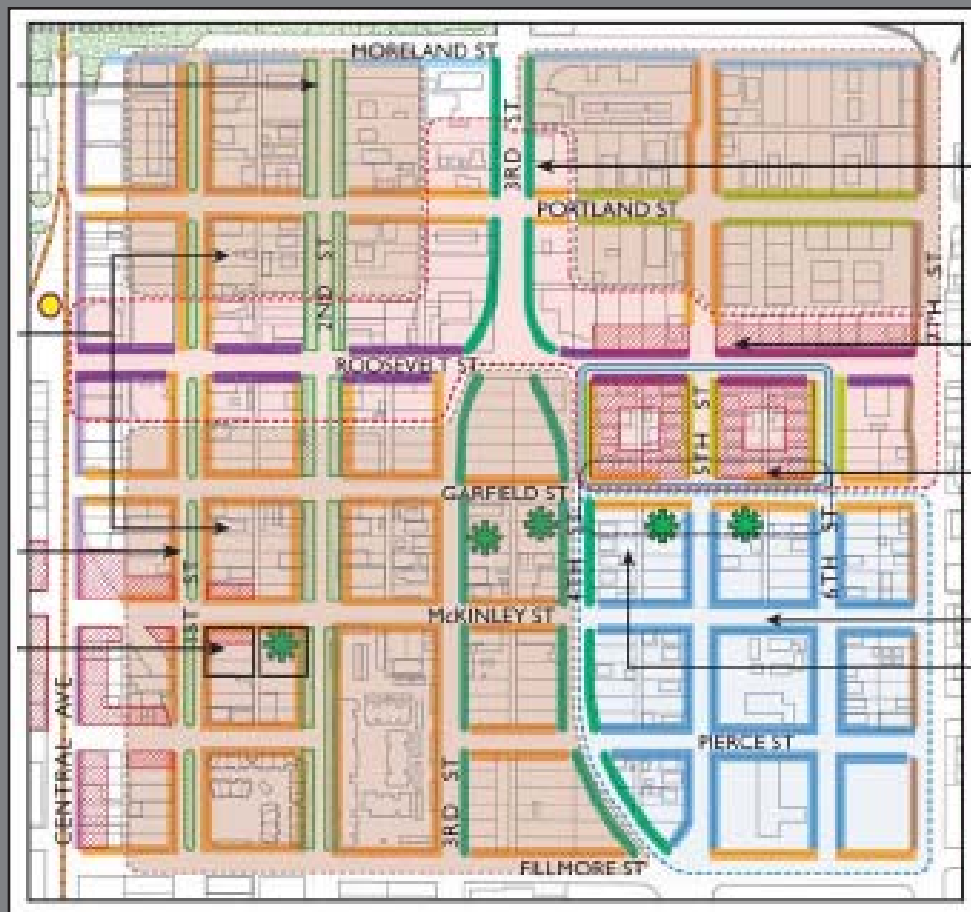 MORELAND ST
3RD ST
PORTLAND ST
2ND ST
7TH ST
ROOSEVELT ST
5TH ST
GARFIELD ST
4TH ST
6TH ST
1ST ST
McKINLEY ST
CENTRAL AVE
PIERCE ST
3RD ST
FILLMORE ST